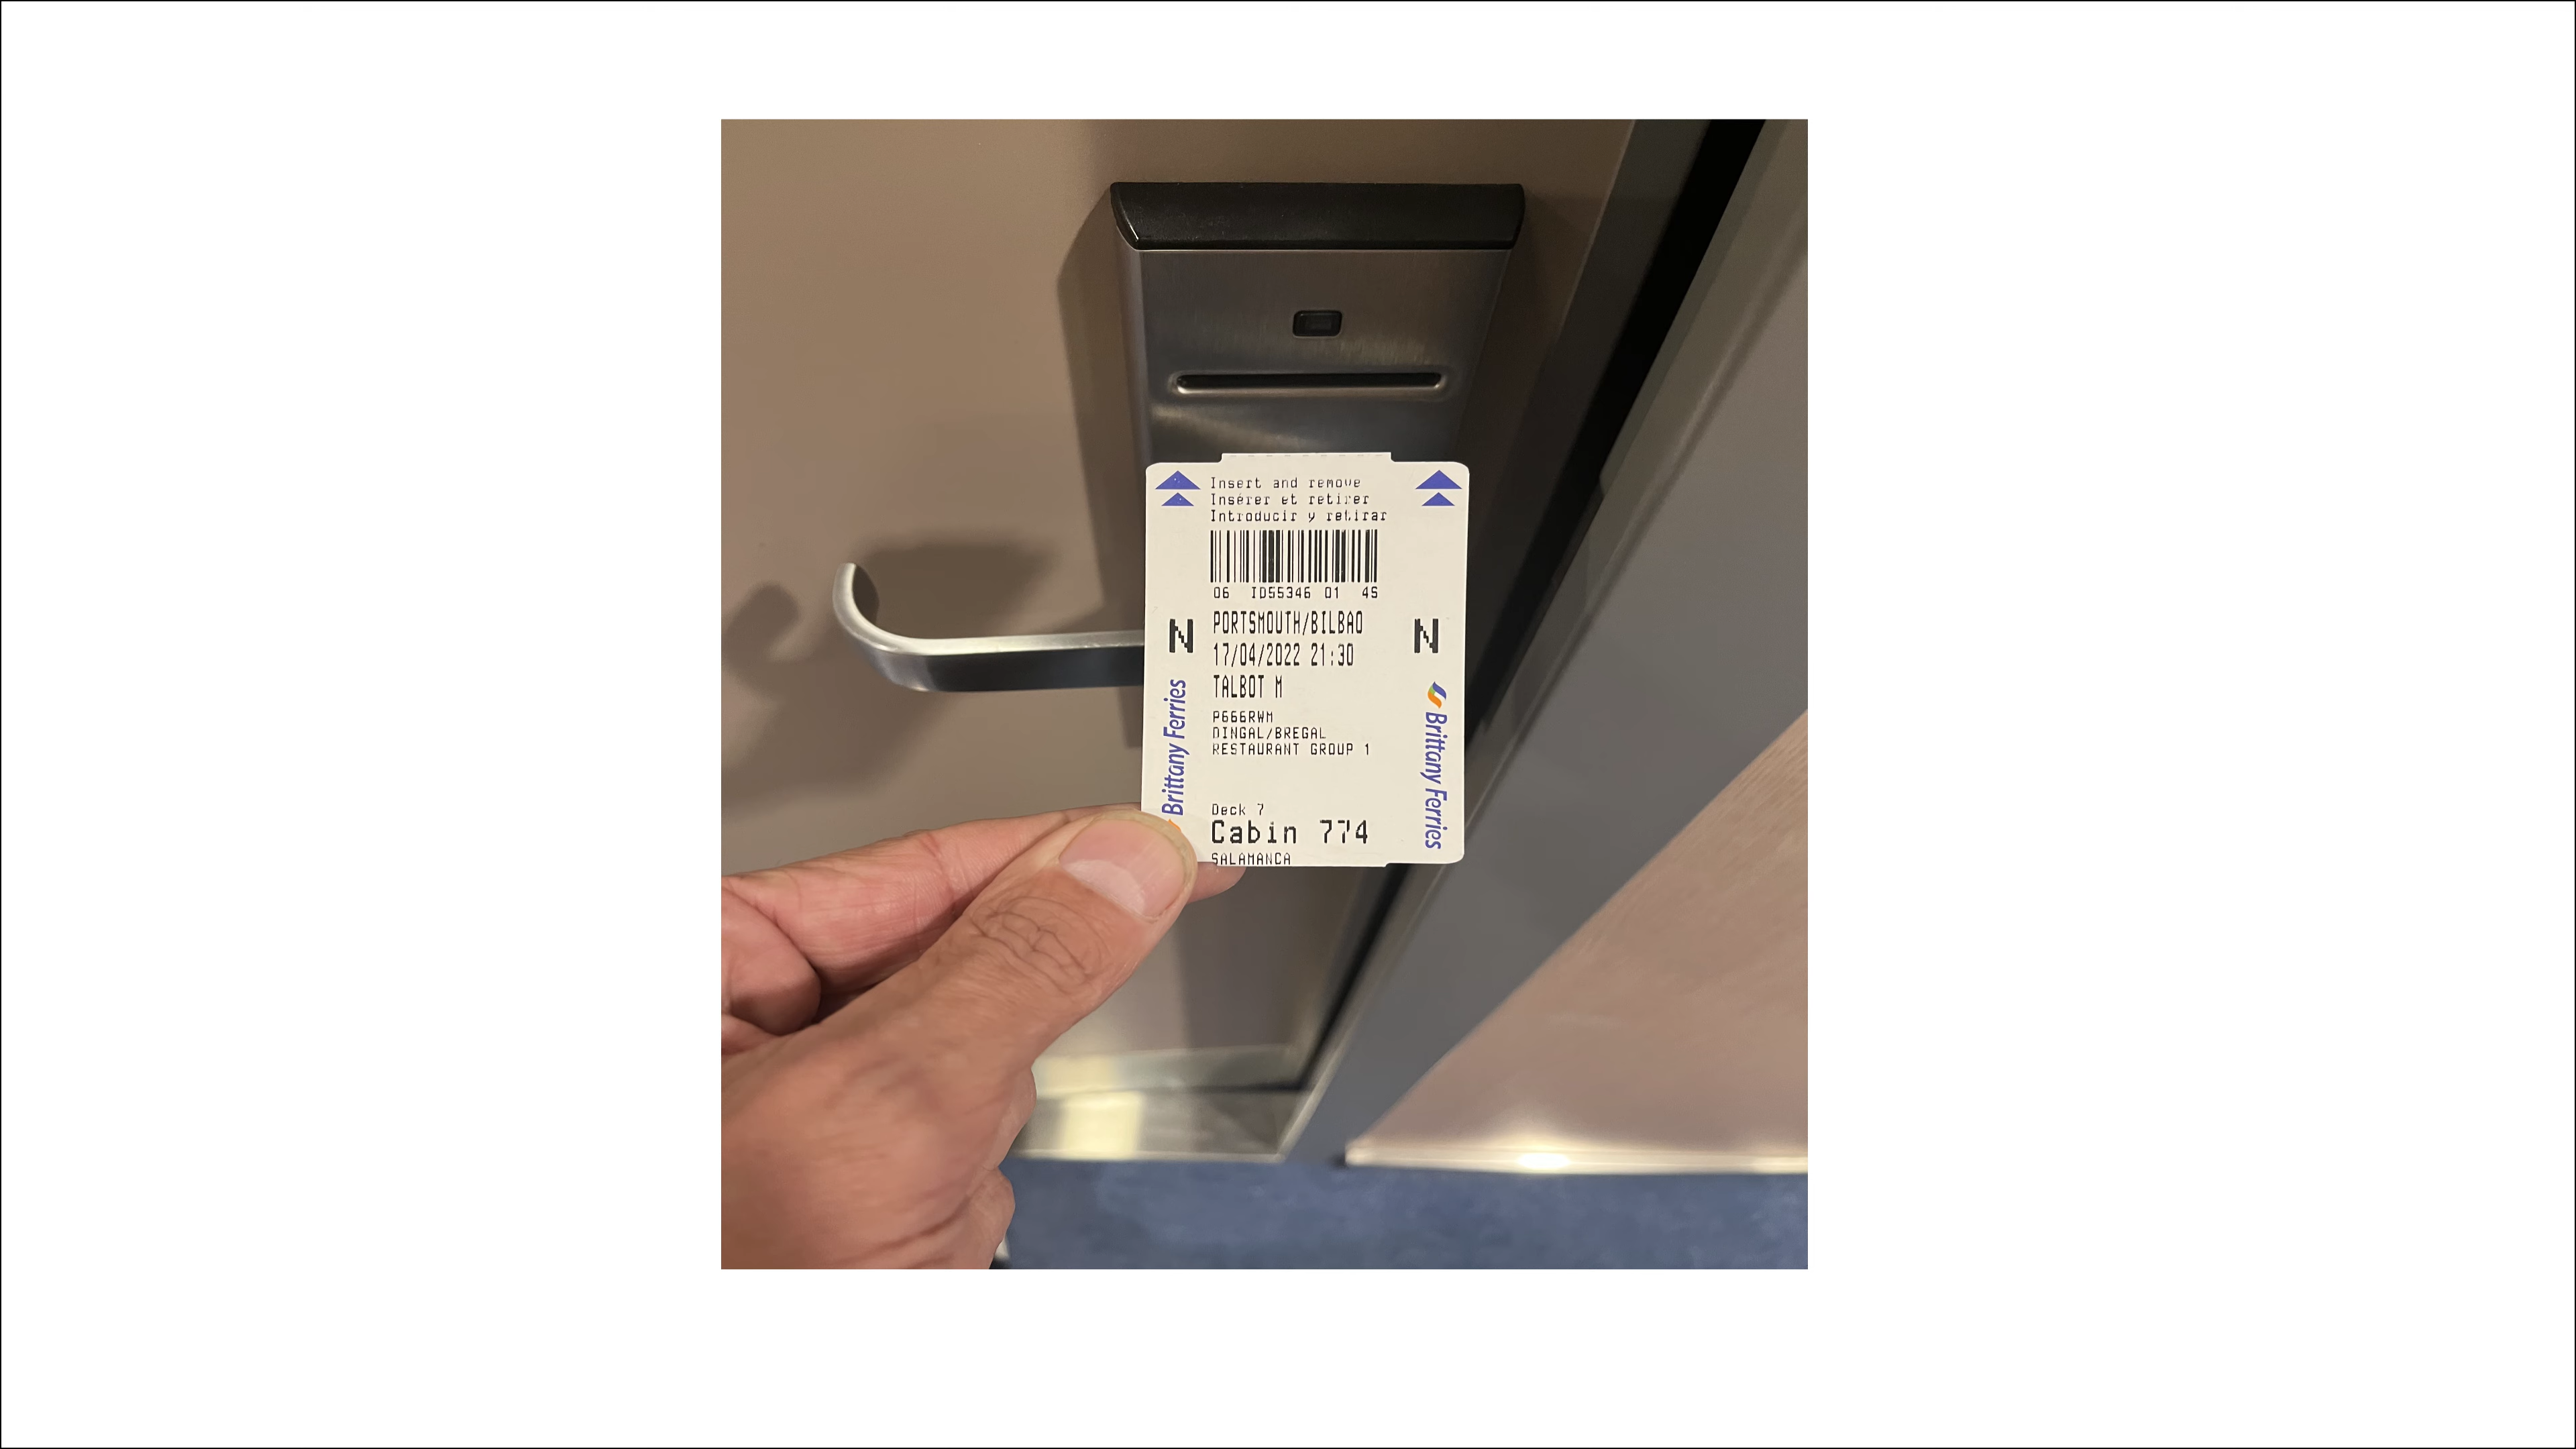 Insert and remove
Insérer et retirer
Introducir y retirar
06 ID55346 01 45
PORTSMOUTH/BILBAO
N N
17/04/2022 21:30
TALBOT M
P666RWM
DINGAL/BREGAL
RESTAURANT GROUP 1
Brittany Ferries
Brittany Ferries
Deck 7
Cabin 774
SALAMANCA